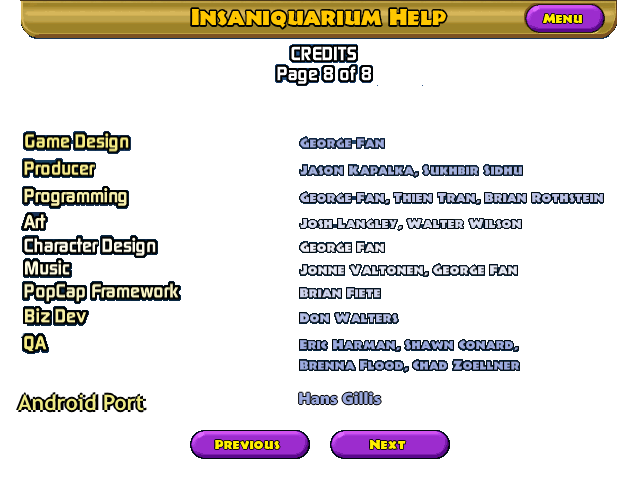 Insaniquarium Help
Menu
CREDITS
Page 8 of 8
Game Design George Fan
Producer Jason Kapalka, Sukhbir Sidhu
Programming George Fan, Thien Tran, Brian Rothstein
Art Josh Langley, Walter Wilson
Character Design George Fan
Music Jonne Valtonen, George Fan
PopCap Framework Brian Fiete
Biz Dev Don Walters
QA Eric Harman, Shawn Conard,
Brenna Flood, Chad Zoellner
Android Port Hans Gillis
Previous
Next